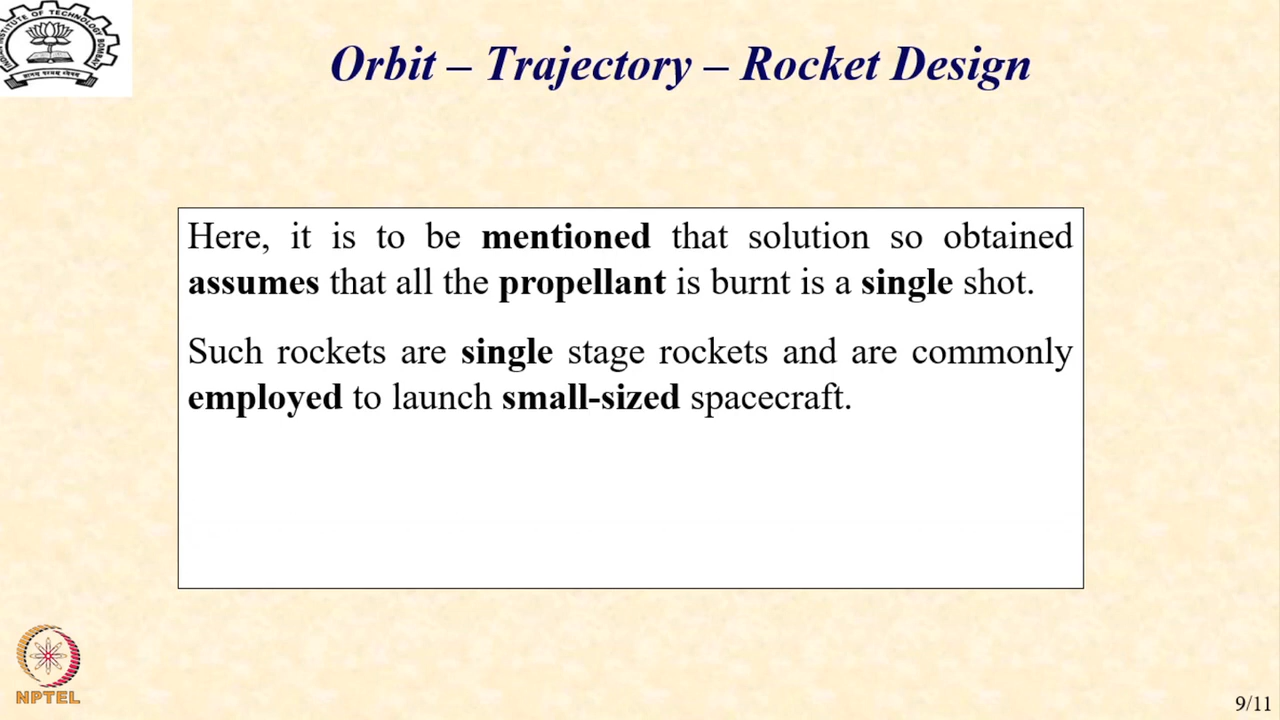 Orbit – Trajectory – Rocket Design
Here, it is to be mentioned that solution so obtained
assumes that all the propellant is burnt is a single shot.
Such rockets are single stage rockets and are commonly
employed to launch small-sized spacecraft.
NPTEL
9/11